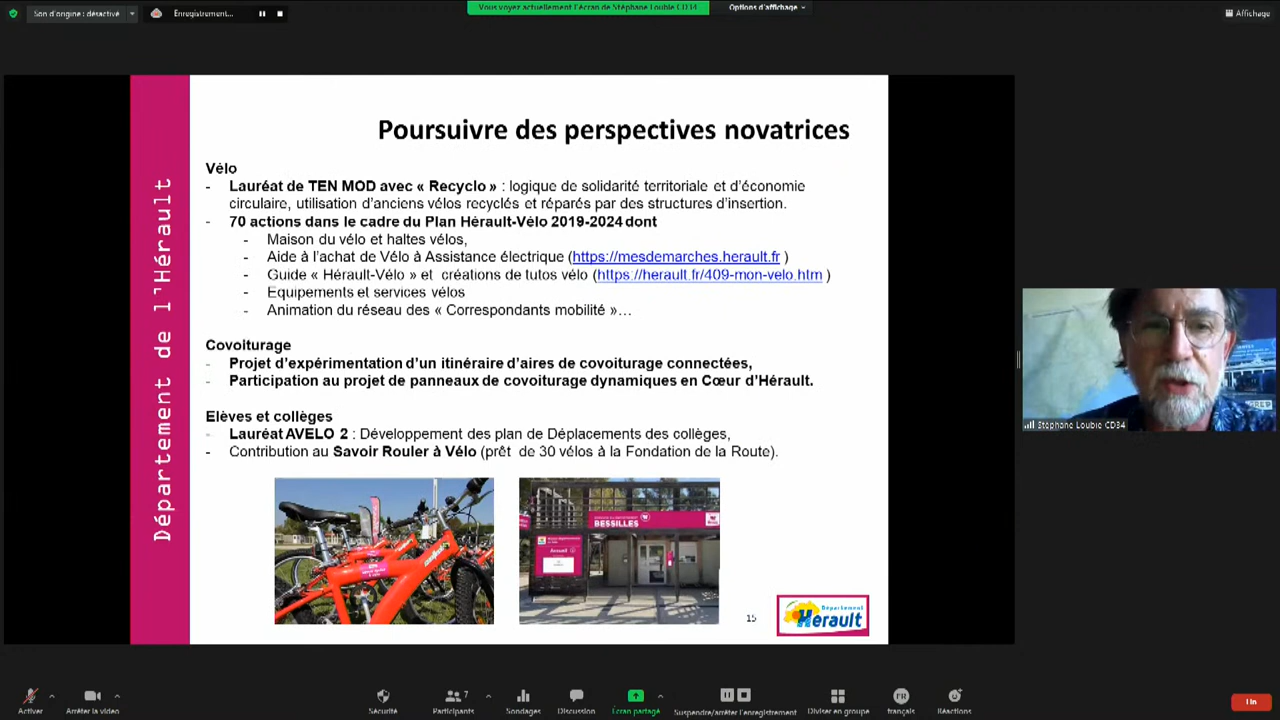 Son d'origine : désactivé
Enregistrement...
Vous voyez actuellement l'écran de Stéphane Loubie CD34
Options d'affichage
Affichage
Département de l'Hérault
Poursuivre des perspectives novatrices
Vélo
- Lauréat de TEN MOD avec « Recyclo » : logique de solidarité territoriale et d'économie
circulaire, utilisation d'anciens vélos recyclés et réparés par des structures d'insertion.
- 70 actions dans le cadre du Plan Hérault-Vélo 2019-2024 dont
- Maison du vélo et haltes vélos,
- Aide à l'achat de Vélo à Assistance électrique (https://mesdemarches.herault.fr )
- Guide « Hérault-Vélo » et créations de tutos vélo (https://herault.fr/409-mon-velo.htm )
- Equipements et services vélos
- Animation du réseau des « Correspondants mobilité »…
Covoiturage
- Projet d'expérimentation d'un itinéraire d'aires de covoiturage connectées,
- Participation au projet de panneaux de covoiturage dynamiques en Cœur d'Hérault.
Elèves et collèges
- Lauréat AVELO 2 : Développement des plan de Déplacements des collèges,
- Contribution au Savoir Rouler à Vélo (prêt de 30 vélos à la Fondation de la Route).
BESSILLES
Accueil
15
Département
Hérault
Stéphane Loubie CD34
Activer
Arrêter la vidéo
Sécurité
Participants
7
Sondages
Discussion
Écran partagé
Suspendre/arrêter l'enregistrement
Diviser en groupe
FR
français
Réactions
Fin